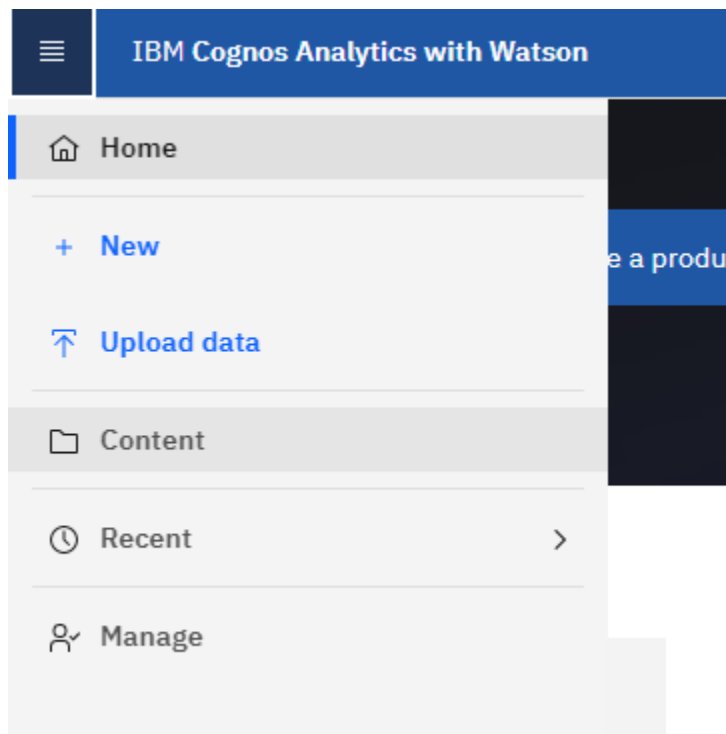 IBM Cognos Analytics with Watson
Home
New
e a produ
Upload data
Content
Recent
Manage